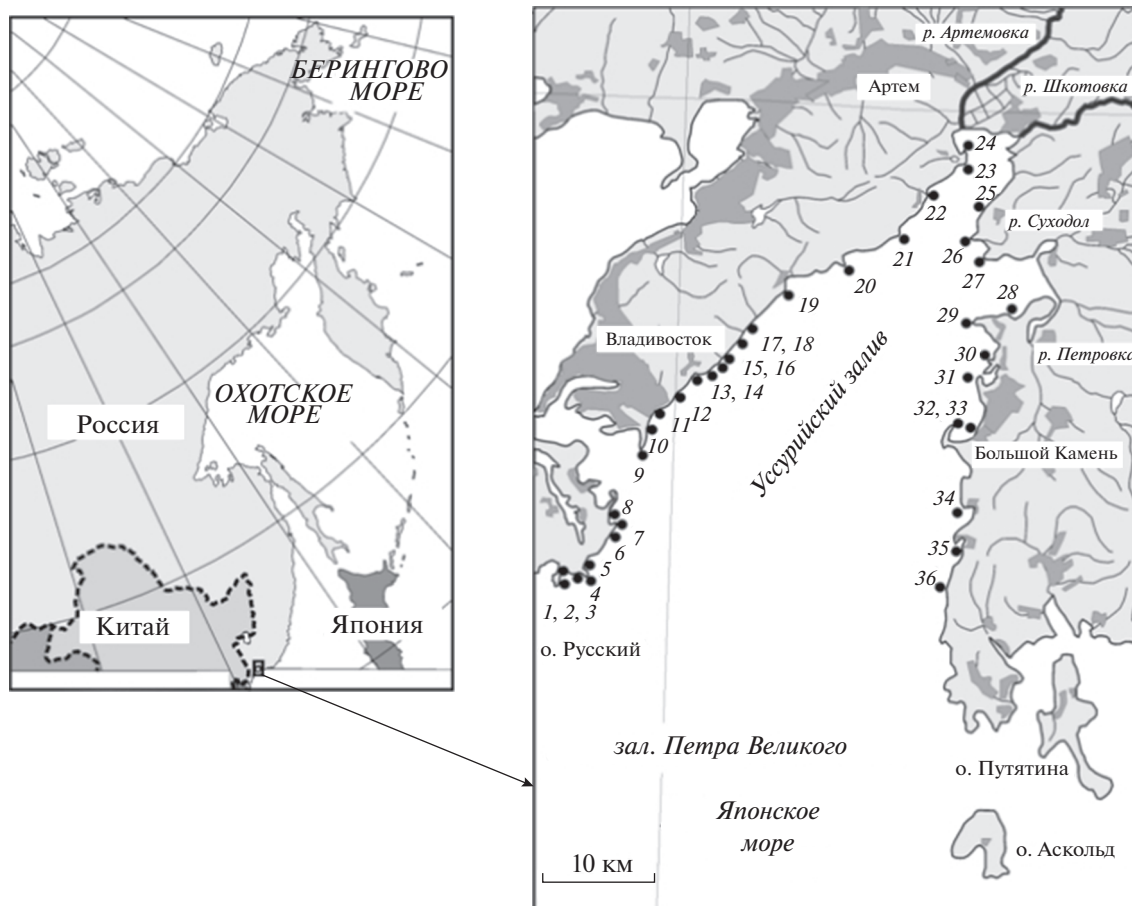 БЕРИНГОВО
МОРЕ
ОХОТСКОЕ
МОРЕ
Россия
Китай
Япония
р. Артемовка
Артем
р. Шкотовка
24
23
25
22
р. Суходол
21
26
27
20
28
19
29
Владивосток
17, 18
30
р. Петровка
15, 16
31
13, 14
12
32, 33
11
Большой Камень
10
9
Уссурийский залив
8
34
7
6
35
5
36
4
1, 2, 3
о. Русский
зал. Петра Великого
о. Путятина
Японское
море
о. Аскольд
10 км